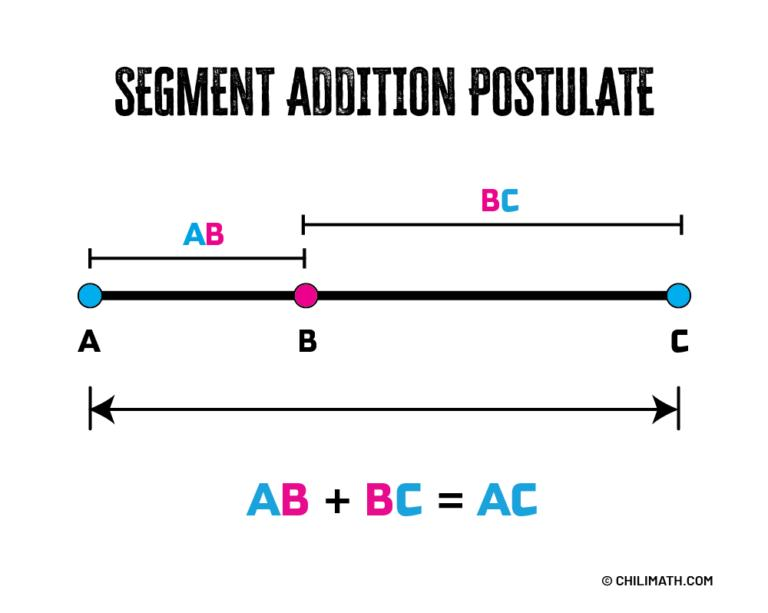 SEGMENT ADDITION POSTULATE
BC
AB
A B C
AB + BC = AC
© CHILIMATH.COM